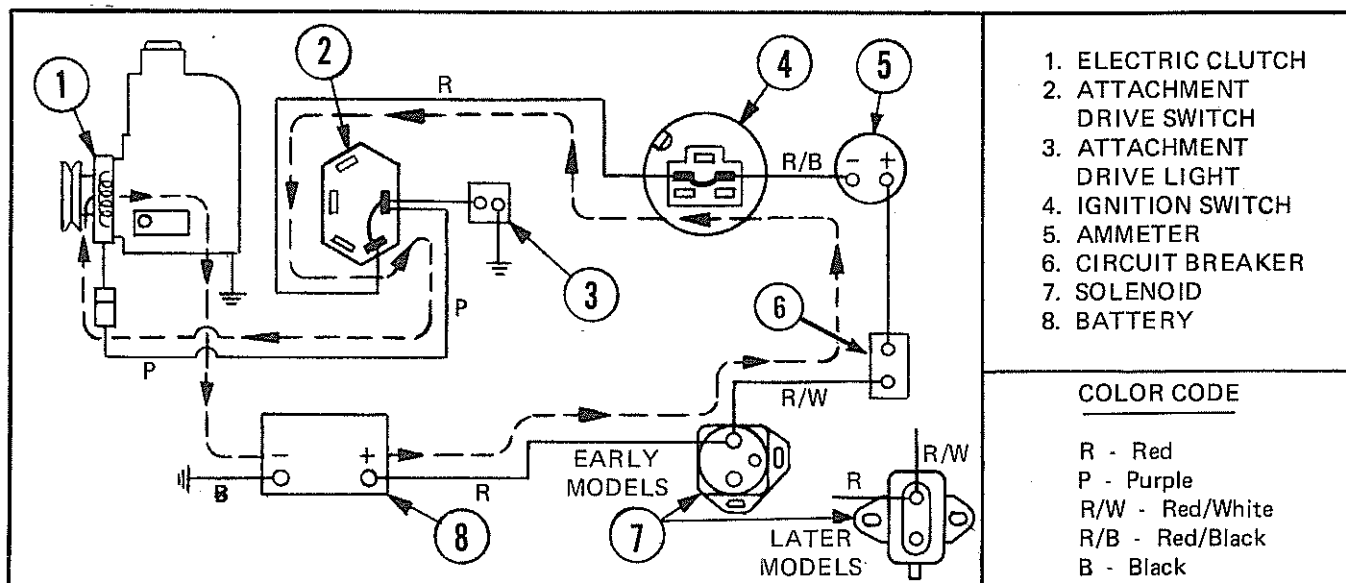 1
2
R
4
5
R/B
- +
3
P
P
6
R/W
- +
B
R
8
EARLY
MODELS
7
R
R/W
LATER
MODELS
1. ELECTRIC CLUTCH
2. ATTACHMENT
DRIVE SWITCH
3. ATTACHMENT
DRIVE LIGHT
4. IGNITION SWITCH
5. AMMETER
6. CIRCUIT BREAKER
7. SOLENOID
8. BATTERY
COLOR CODE
R - Red
P - Purple
R/W - Red/White
R/B - Red/Black
B - Black